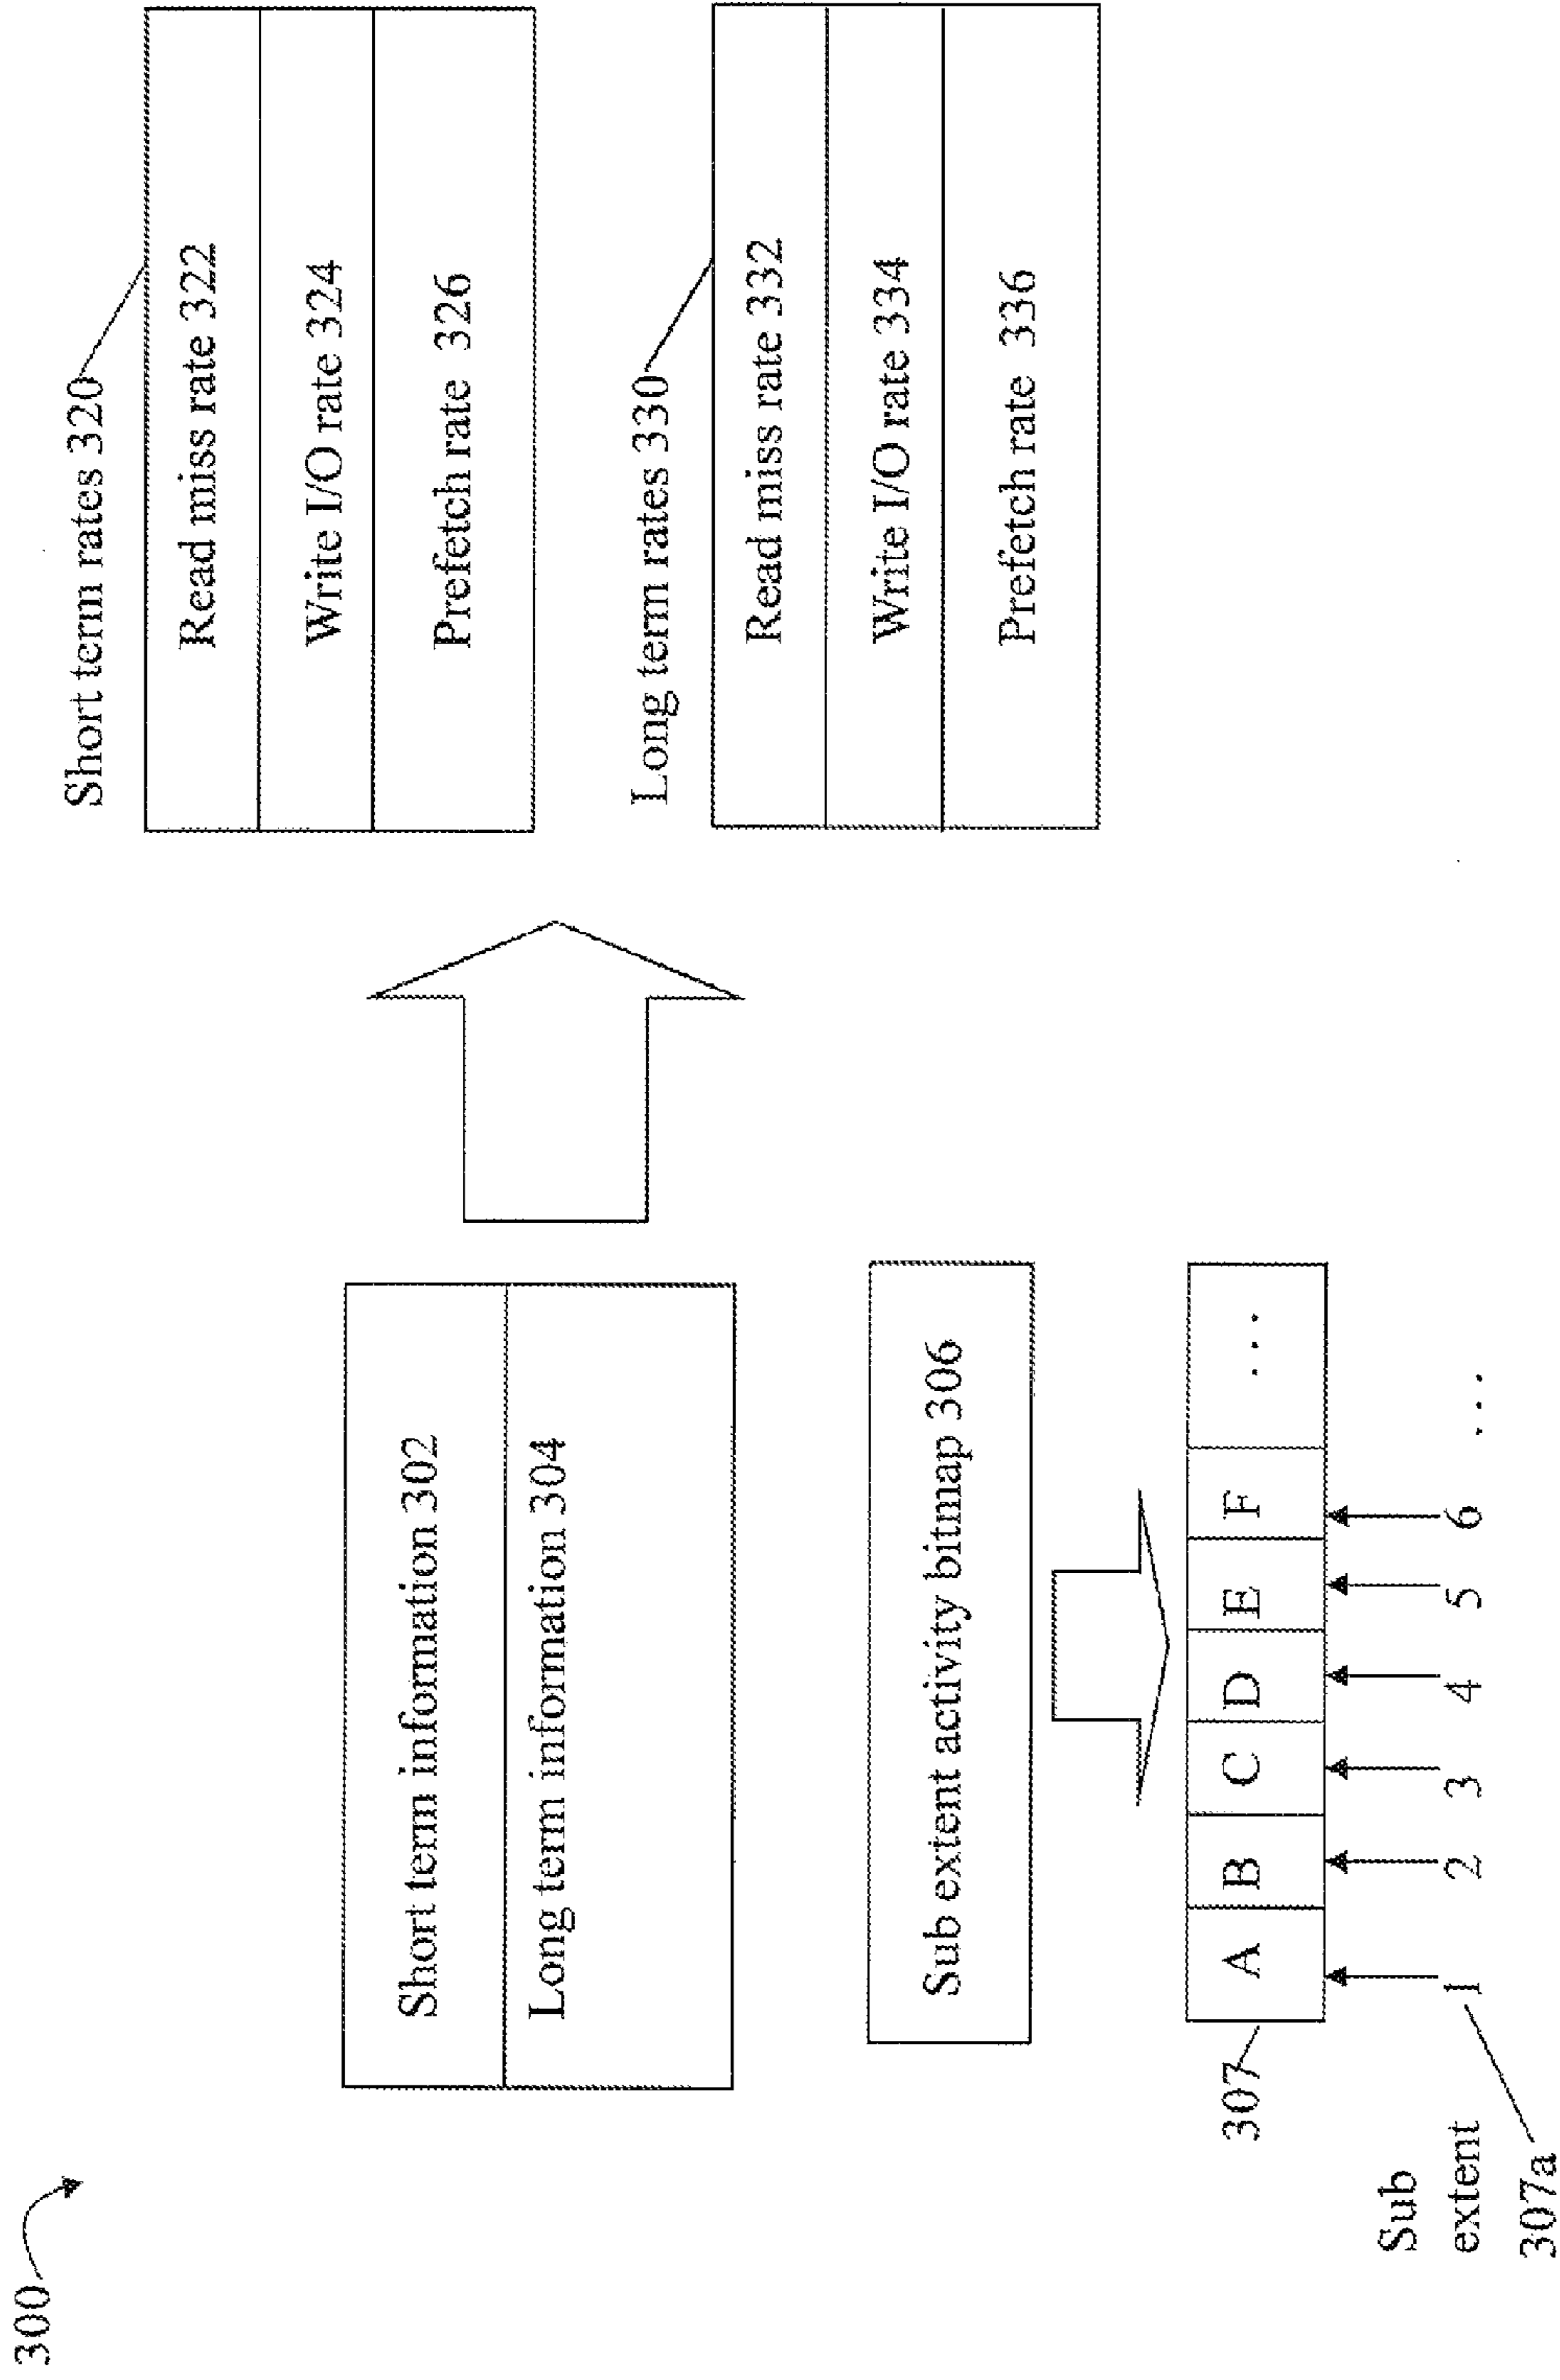 300
Short term information 302
Long term information 304
Short term rates 320
Read miss rate 322
Write I/O rate 324
Prefetch rate 326
Long term rates 330
Read miss rate 332
Write I/O rate 334
Prefetch rate 336
Sub extent activity bitmap 306
307
A B C D E F ...
Sub
extent
1 2 3 4 5 6 ...
307a